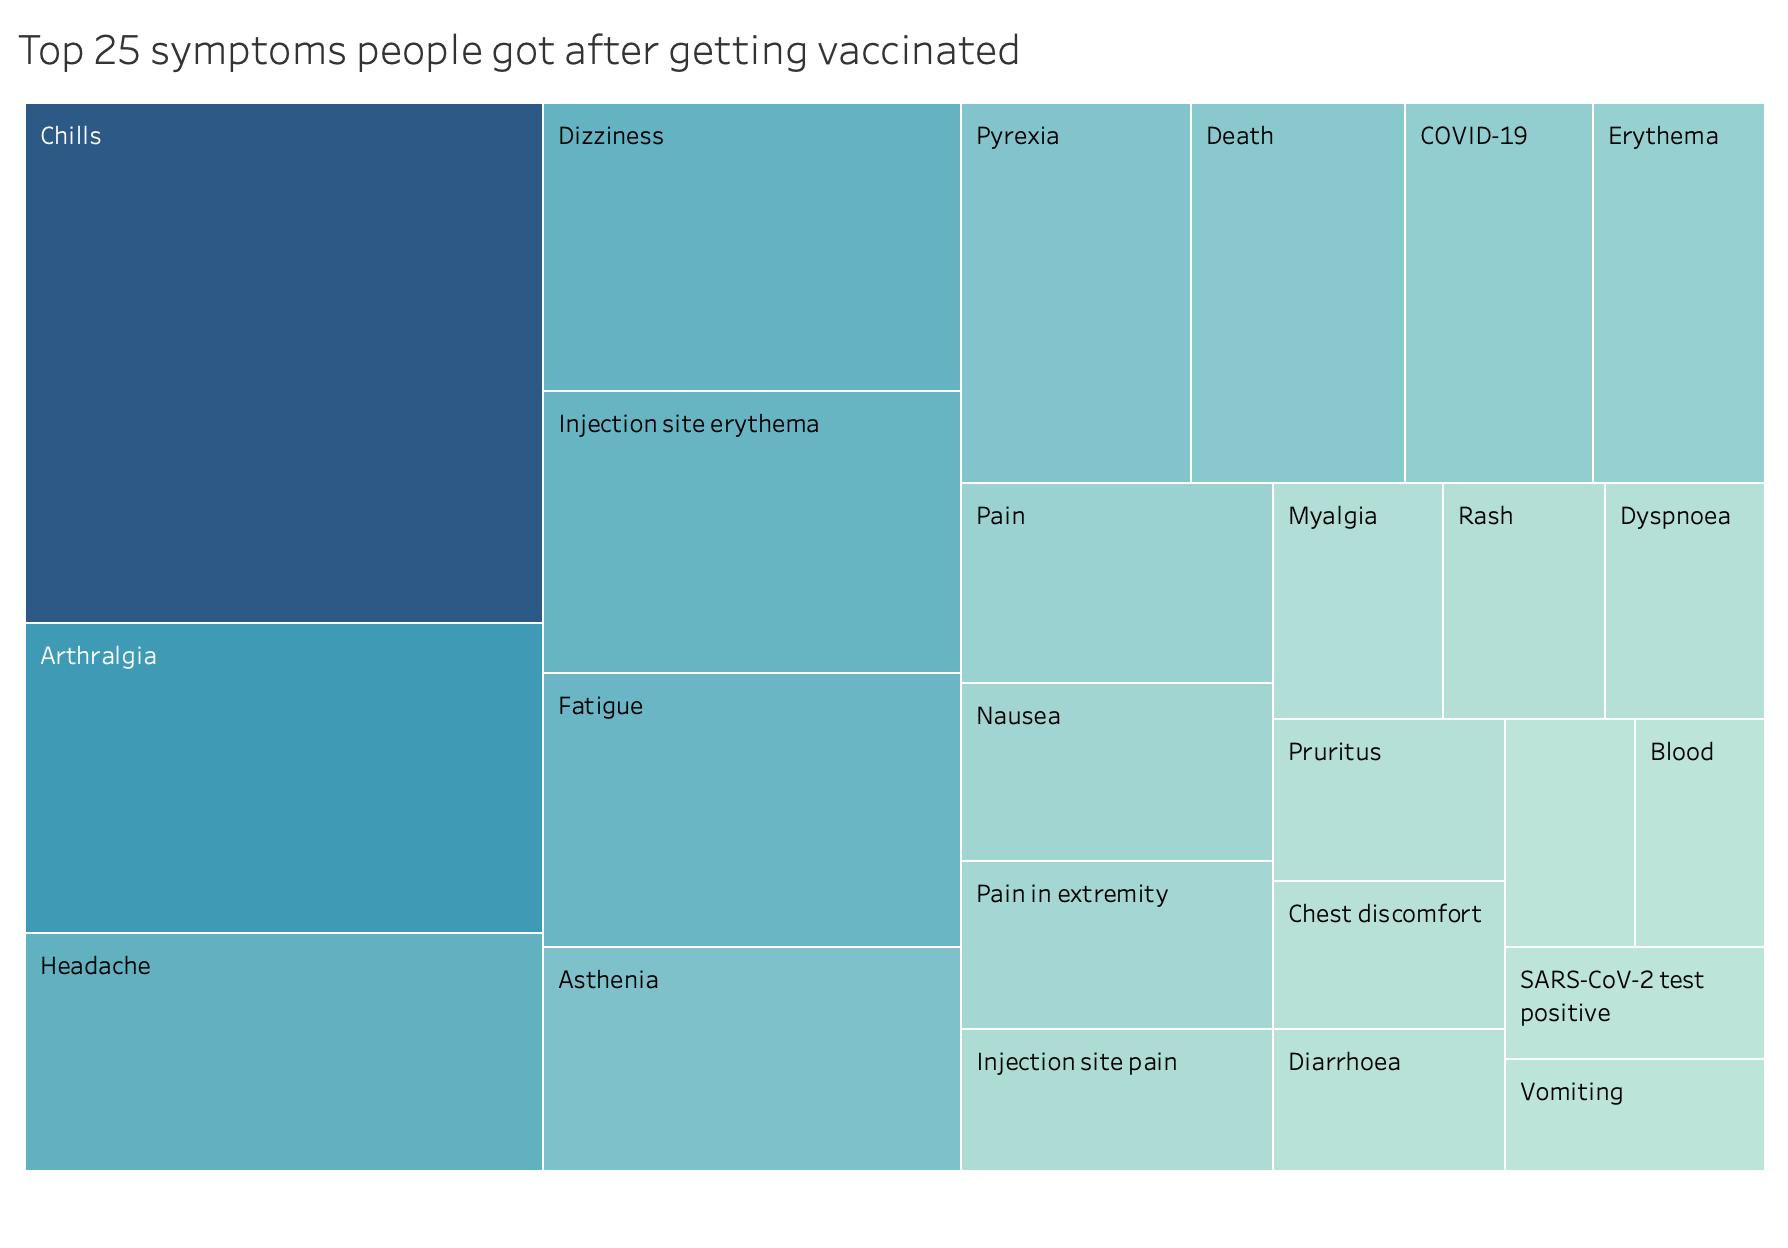 Top 25 symptoms people got after getting vaccinated
Chills
Arthralgia
Headache
Dizziness
Injection site erythema
Fatigue
Asthenia
Pyrexia
Death
COVID-19
Erythema
Pain
Nausea
Pain in extremity
Injection site pain
Myalgia
Rash
Dyspnoea
Pruritus
Chest discomfort
Diarrhoea
Blood
SARS-CoV-2 test
positive
Vomiting